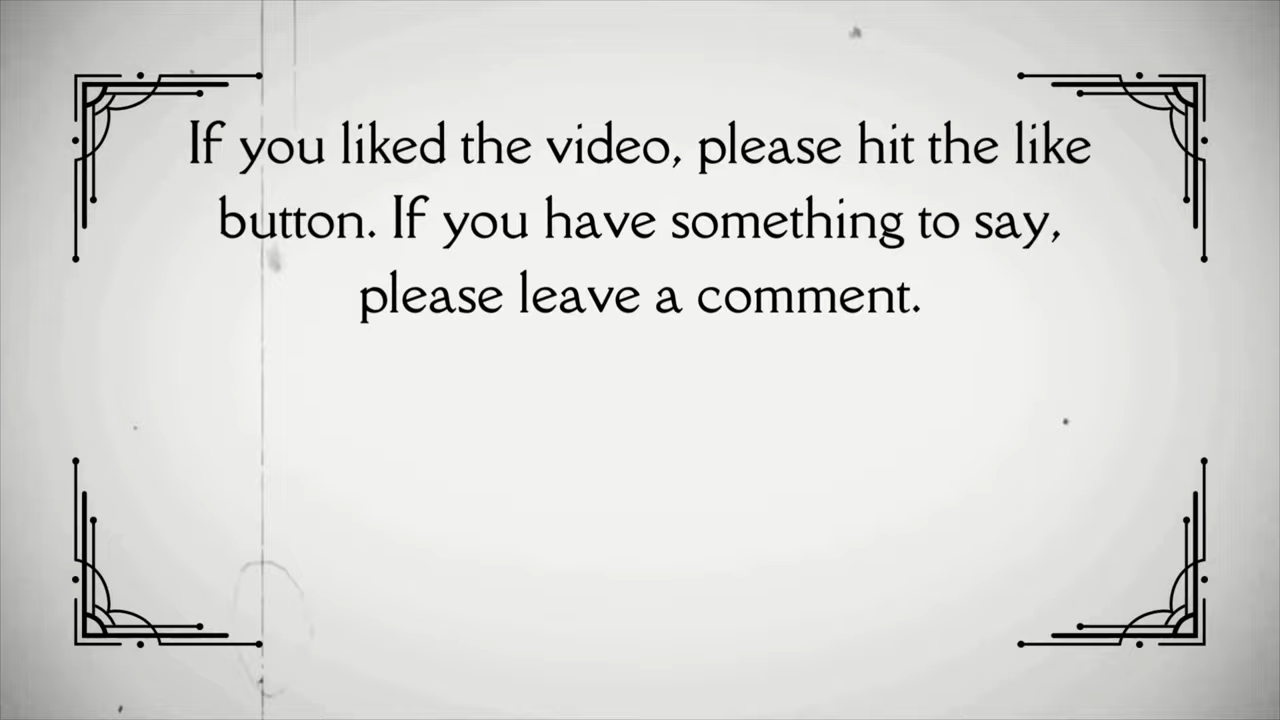 If you liked the video, please hit the like
button. If you have something to say,
please leave a comment.